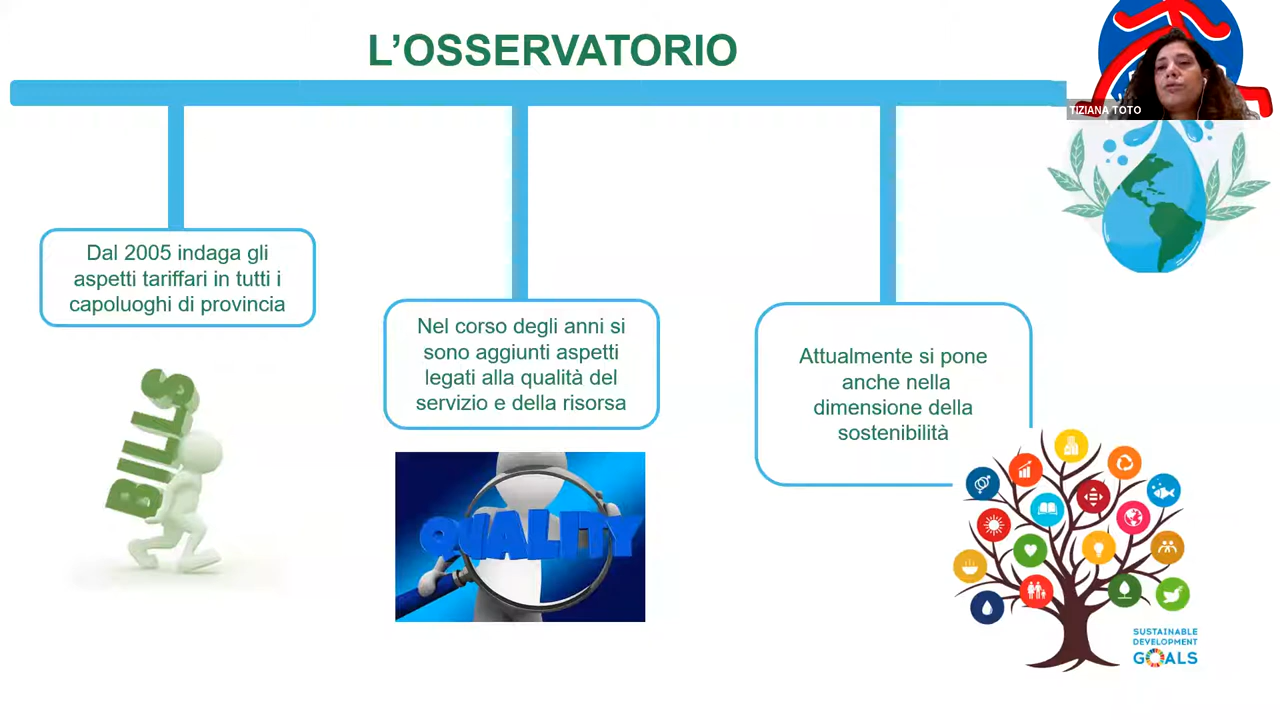 L'OSSERVATORIO
TIZIANA TOTO
Dal 2005 indaga gli
aspetti tariffari in tutti i
capoluoghi di provincia
Nel corso degli anni si
sono aggiunti aspetti
legati alla qualità del
servizio e della risorsa
Attualmente si pone
anche nella
dimensione della
sostenibilità
BILLS
QUALITY
SUSTAINABLE
DEVELOPMENT
GOALS